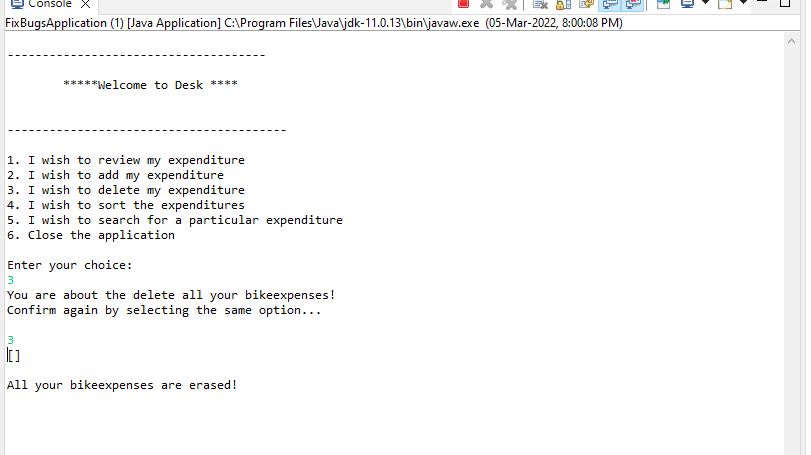 Console
FixBugsApplication (1) [Java Application] C:\Program Files\Java\jdk-11.0.13\bin\javaw.exe (05-Mar-2022, 8:00:08 PM)
-------------------------------------
*****Welcome to Desk ****
----------------------------------------
1. I wish to review my expenditure
2. I wish to add my expenditure
3. I wish to delete my expenditure
4. I wish to sort the expenditures
5. I wish to search for a particular expenditure
6. Close the application
Enter your choice:
3
You are about the delete all your bikeexpenses!
Confirm again by selecting the same option...
3
[]
All your bikeexpenses are erased!